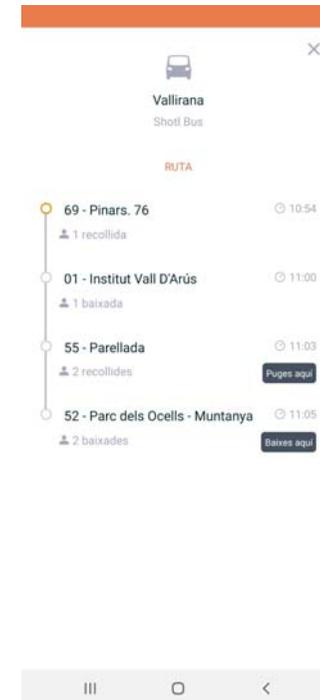 Vallirana
Shotl Bus
RUTA
69 - Pinars. 76
10:54
1 recollida
01 - Institut Vall D'Arús
11:00
1 baixada
55 - Parellada
11:03
2 recollides
Puges aquí
52 - Parc dels Ocells - Muntanya
11:05
2 baixades
Baixes aquí